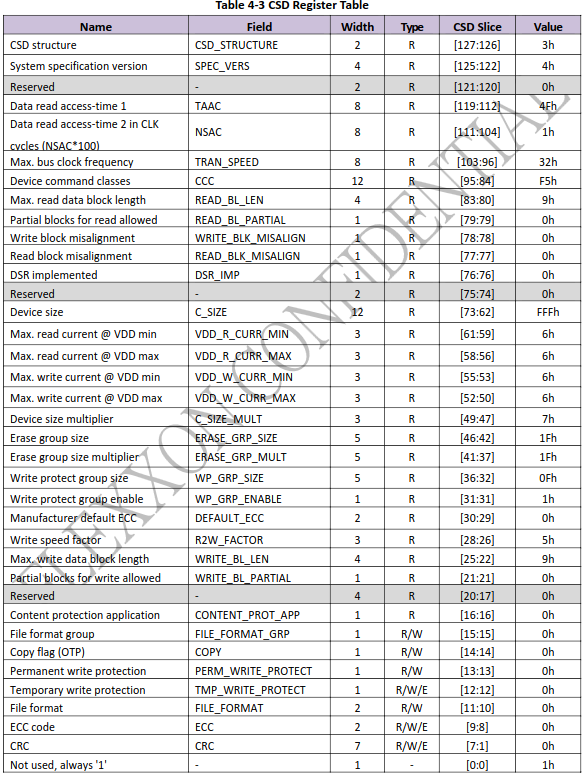 Table 4-3 CSD Register Table
Name Field Width Type CSD Slice Value
CSD structure CSD_STRUCTURE 2 R [127:126] 3h
System specification version SPEC_VERS 4 R [125:122] 4h
Reserved - 2 R [121:120] 0h
Data read access-time 1 TAAC 8 R [119:112] 4Fh
Data read access-time 2 in CLK
cycles (NSAC*100) NSAC 8 R [111:104] 1h
Max. bus clock frequency TRAN_SPEED 8 R [103:96] 32h
Device command classes CCC 12 R [95:84] F5h
Max. read data block length READ_BL_LEN 4 R [83:80] 9h
Partial blocks for read allowed READ_BL_PARTIAL 1 R [79:79] 0h
Write block misalignment WRITE_BLK_MISALIGN 1 R [78:78] 0h
Read block misalignment READ_BLK_MISALIGN 1 R [77:77] 0h
DSR implemented DSR_IMP 1 R [76:76] 0h
Reserved - 2 R [75:74] 0h
Device size C_SIZE 12 R [73:62] FFFh
Max. read current @ VDD min VDD_R_CURR_MIN 3 R [61:59] 6h
Max. read current @ VDD max VDD_R_CURR_MAX 3 R [58:56] 6h
Max. write current @ VDD min VDD_W_CURR_MIN 3 R [55:53] 6h
Max. write current @ VDD max VDD_W_CURR_MAX 3 R [52:50] 6h
Device size multiplier C_SIZE_MULT 3 R [49:47] 7h
Erase group size ERASE_GRP_SIZE 5 R [46:42] 1Fh
Erase group size multiplier ERASE_GRP_MULT 5 R [41:37] 1Fh
Write protect group size WP_GRP_SIZE 5 R [36:32] 0Fh
Write protect group enable WP_GRP_ENABLE 1 R [31:31] 1h
Manufacturer default ECC DEFAULT_ECC 2 R [30:29] 0h
Write speed factor R2W_FACTOR 3 R [28:26] 5h
Max. write data block length WRITE_BL_LEN 4 R [25:22] 9h
Partial blocks for write allowed WRITE_BL_PARTIAL 1 R [21:21] 0h
Reserved - 4 R [20:17] 0h
Content protection application CONTENT_PROT_APP 1 R [16:16] 0h
File format group FILE_FORMAT_GRP 1 R/W [15:15] 0h
Copy flag (OTP) COPY 1 R/W [14:14] 0h
Permanent write protection PERM_WRITE_PROTECT 1 R/W [13:13] 0h
Temporary write protection TMP_WRITE_PROTECT 1 R/W/E [12:12] 0h
File format FILE_FORMAT 2 R/W [11:10] 0h
ECC code ECC 2 R/W/E [9:8] 0h
CRC CRC 7 R/W/E [7:1] 0h
Not used, always '1' - 1 - [0:0] 1h
FLEXXON CONFIDENTIAL